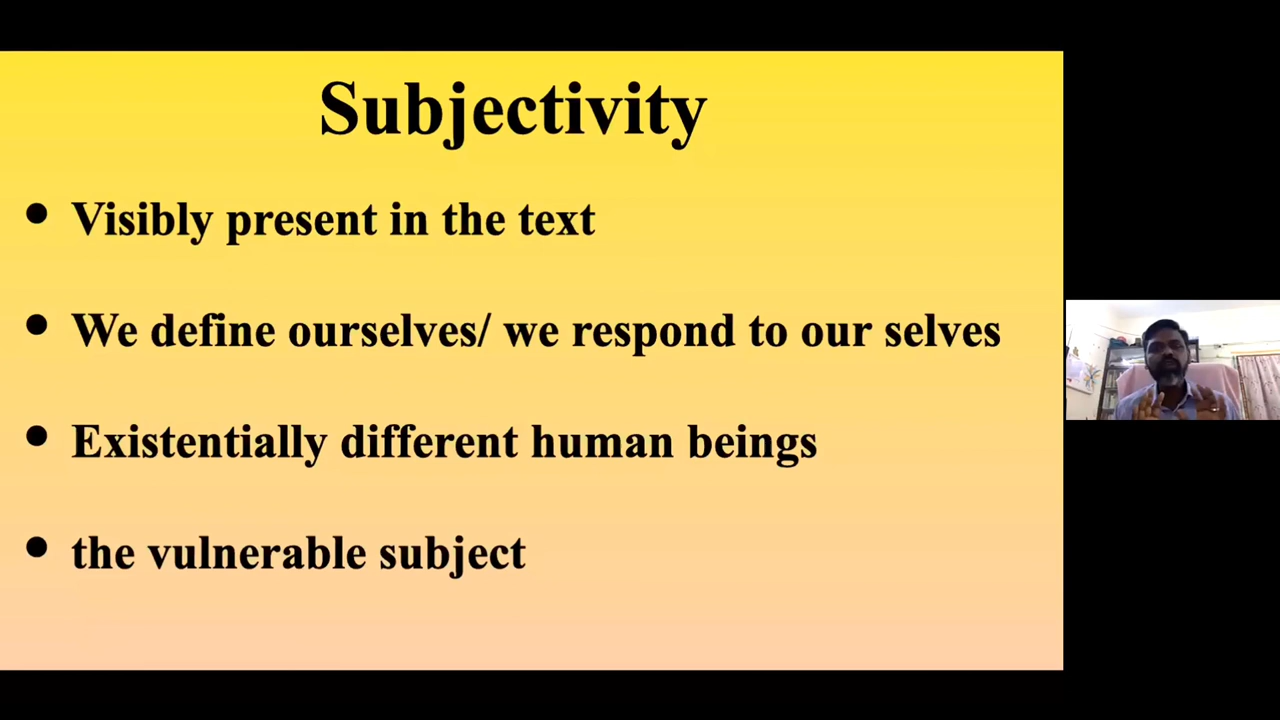 Subjectivity
• Visibly present in the text
• We define ourselves/ we respond to our selves
• Existentially different human beings
• the vulnerable subject